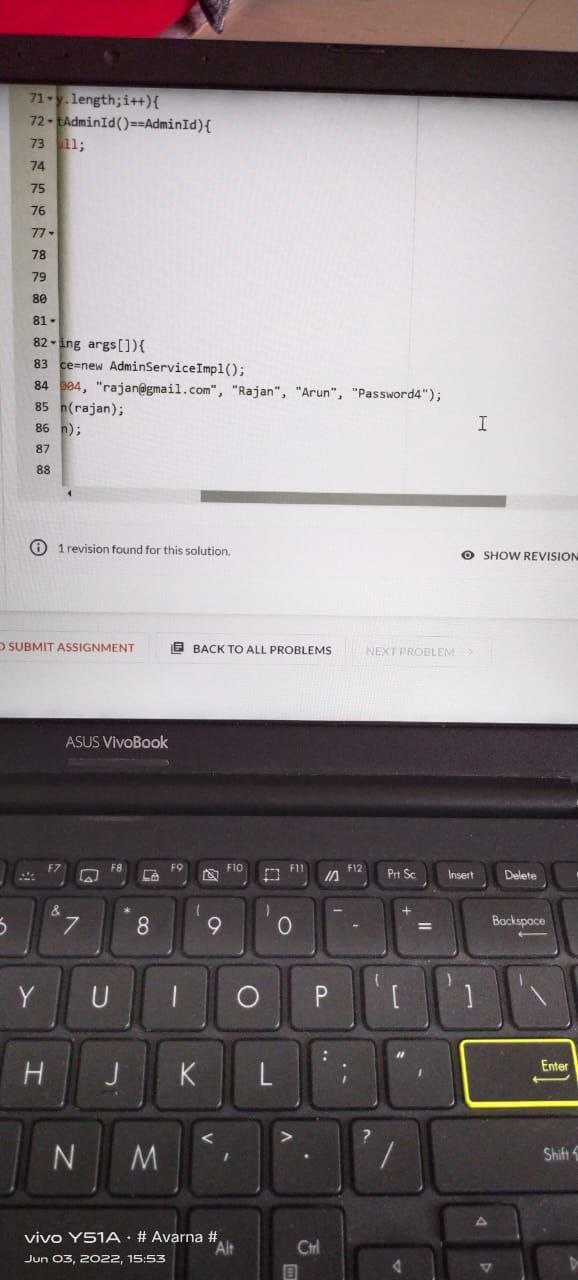 71 y.length;i++){
72 tAdminId()==AdminId){
73 ull;
74
75
76
77
78
79
80
81
82 ing args[]){
83 ce=new AdminServiceImpl();
84 004, "rajan@gmail.com", "Rajan", "Arun", "Password4");
85 n(rajan);
86 n);
87
88
1 revision found for this solution.
SHOW REVISION
SUBMIT ASSIGNMENT
BACK TO ALL PROBLEMS
NEXT PROBLEM >
ASUS VivoBook
F7 F8 F9 F10 F11 F12 Prt Sc Insert Delete
6 & 7 * 8 ( 9 ) 0 _ - + = Backspace
Y U I O P { [ } ] | \
H J K L : ; " ' Enter
N M < , > . ? / Shift
Alt Ctrl
vivo Y51A · # Avarna #
Jun 03, 2022, 15:53